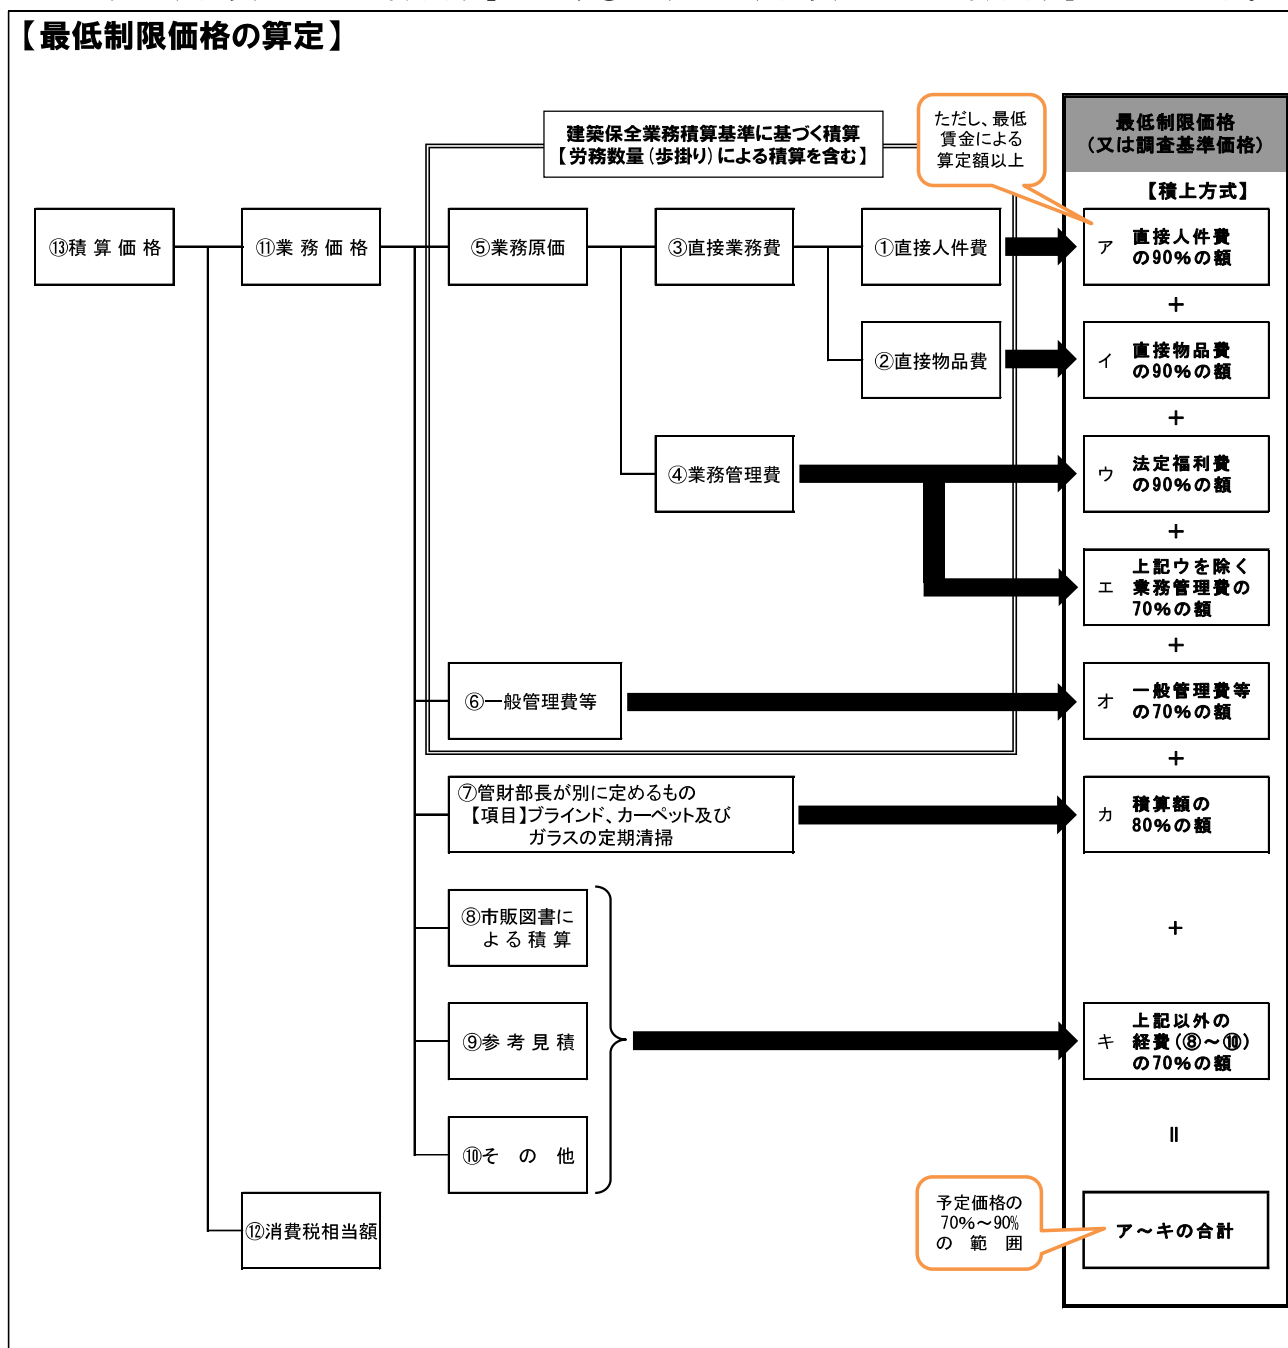 【最低制限価格の算定】
建築保全業務積算基準に基づく積算
【労務数量(歩掛り)による積算を含む】
ただし、最低
賃金による
算定額以上
最低制限価格
(又は調査基準価格)
【積上方式】
⑬積算価格
⑪業務価格
⑤業務原価
③直接業務費
①直接人件費
ア 直接人件費
の90%の額
+
②直接物品費
イ 直接物品費
の90%の額
+
④業務管理費
ウ 法定福利費
の90%の額
+
エ 上記ウを除く
業務管理費の
70%の額
+
⑥一般管理費等
オ 一般管理費等
の70%の額
+
⑦管財部長が別に定めるもの
【項目】ブラインド、カーペット及び
ガラスの定期清掃
カ 積算額の
80%の額
⑧市販図書に
よる積算
+
⑨参考見積
キ 上記以外の
経費(⑧~⑩)
の70%の額
⑩その他
=
⑫消費税相当額
予定価格の
70%~90%
の範囲
ア~キの合計